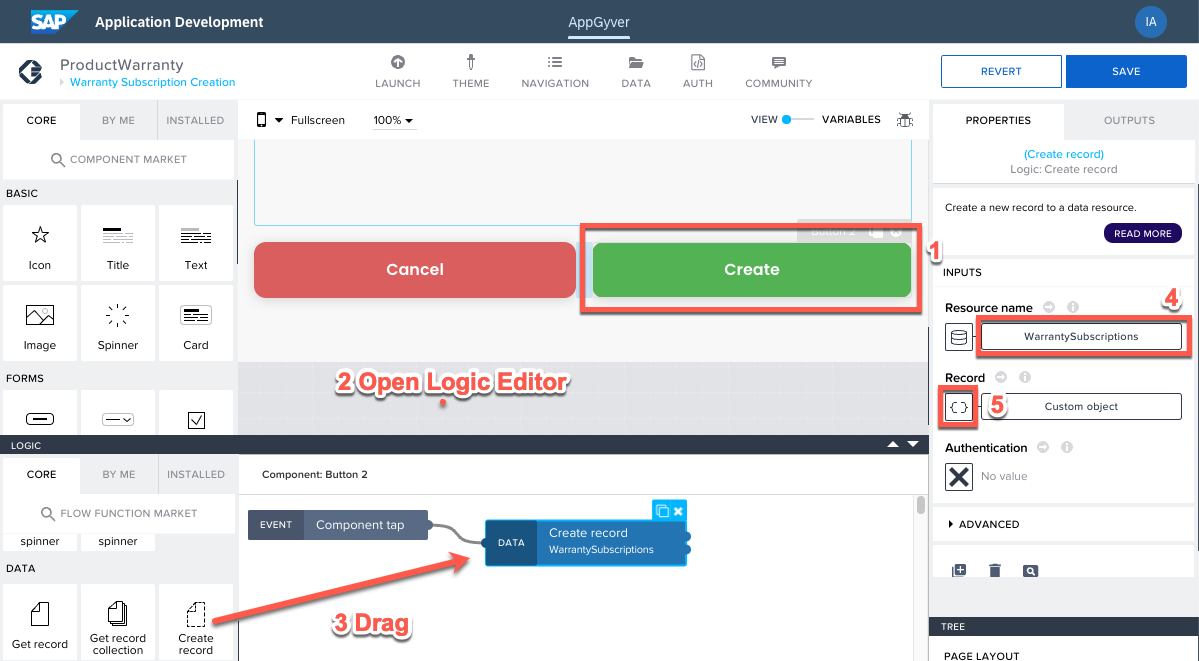 SAP Application Development
AppGyver
IA
ProductWarranty
Warranty Subscription Creation
LAUNCH
THEME
NAVIGATION
DATA
AUTH
COMMUNITY
REVERT
SAVE
CORE
BY ME
INSTALLED
COMPONENT MARKET
BASIC
Icon
Title
Text
Image
Spinner
Card
FORMS
Fullscreen
100%
VIEW
VARIABLES
Button 2
Cancel
Create
1
2 Open Logic Editor
PROPERTIES
OUTPUTS
(Create record)
Logic: Create record
Create a new record to a data resource.
READ MORE
INPUTS
Resource name
4
WarrantySubscriptions
Record
5
Custom object
Authentication
No value
ADVANCED
TREE
PAGE LAYOUT
LOGIC
CORE
BY ME
INSTALLED
FLOW FUNCTION MARKET
spinner
spinner
DATA
Get record
Get record
collection
Create
record
Component: Button 2
EVENT
Component tap
DATA
Create record
WarrantySubscriptions
3 Drag